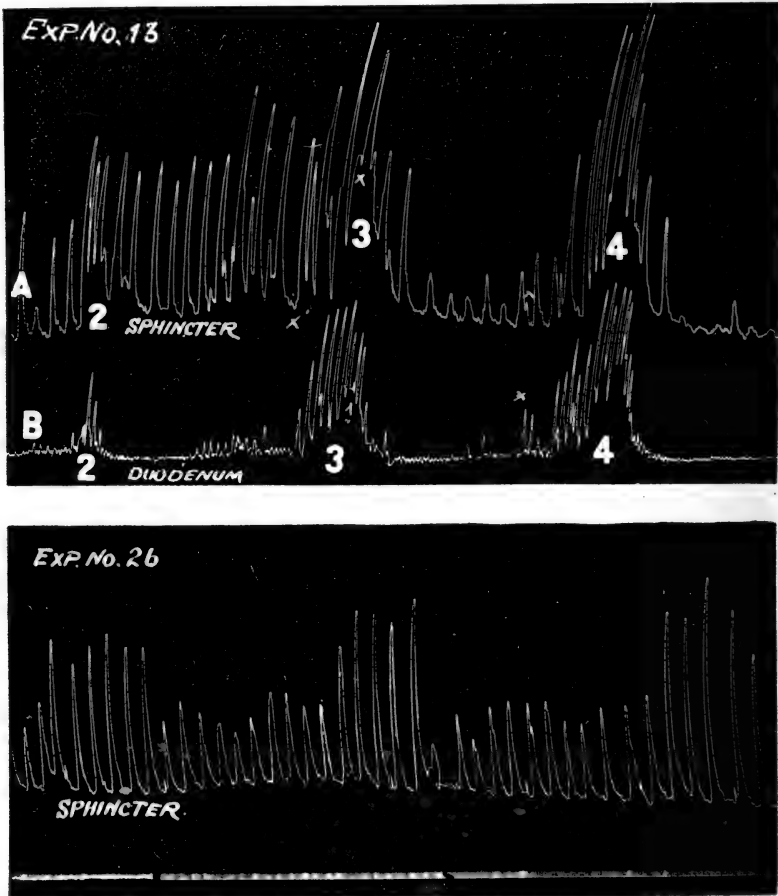 EXP. No. 13
A
2
SPHINCTER
3
4
B
2
DUODENUM
3
4
EXP. No. 26
SPHINCTER.